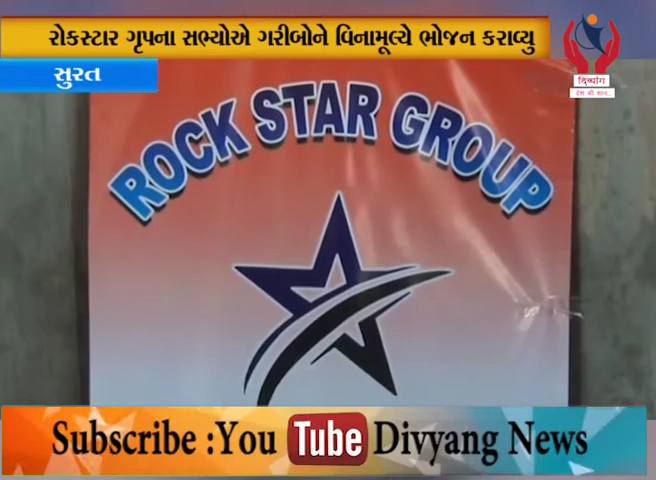 રોકસ્ટાર ગૃપના સભ્યોએ ગરીબોને વિનામૂલ્યે ભોજન કરાવ્યુ
સુરત
दिव्यांग
देश की शान..
ROCK STAR GROUP
Subscribe :You Tube Divyang News